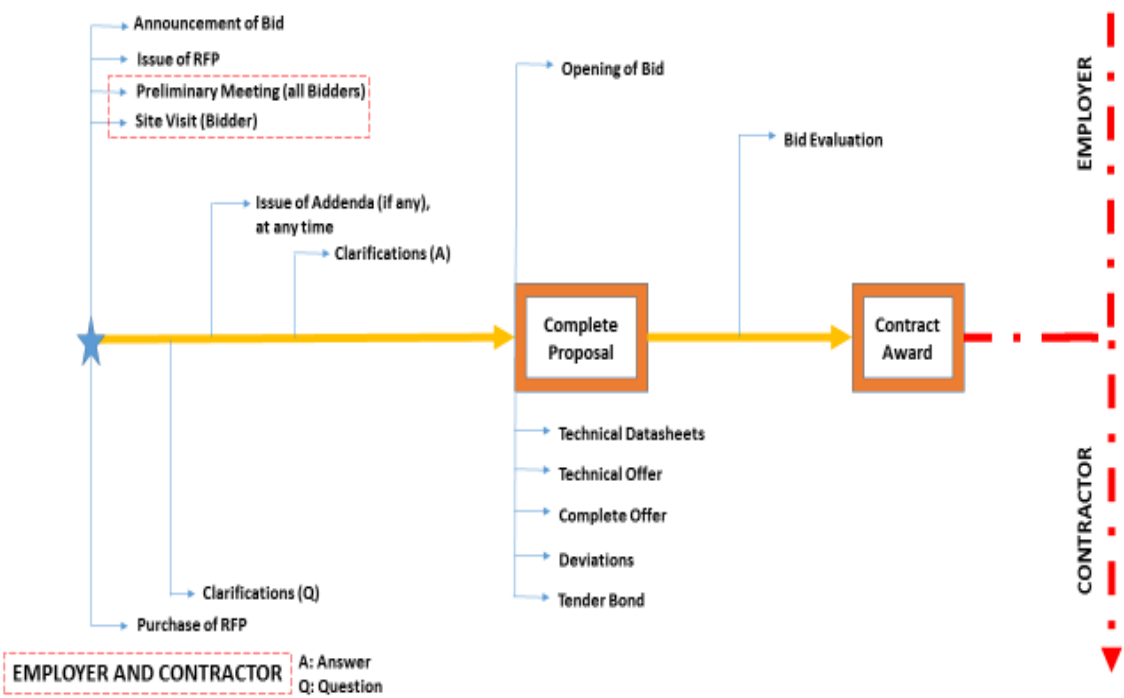 Announcement of Bid
Issue of RFP
Preliminary Meeting (all Bidders)
Site Visit (Bidder)
Opening of Bid
Bid Evaluation
EMPLOYER
Issue of Addenda (if any),
at any time
Clarifications (A)
Complete
Proposal
Contract
Award
Technical Datasheets
Technical Offer
Complete Offer
Deviations
Tender Bond
CONTRACTOR
Clarifications (Q)
Purchase of RFP
EMPLOYER AND CONTRACTOR
A: Answer
Q: Question